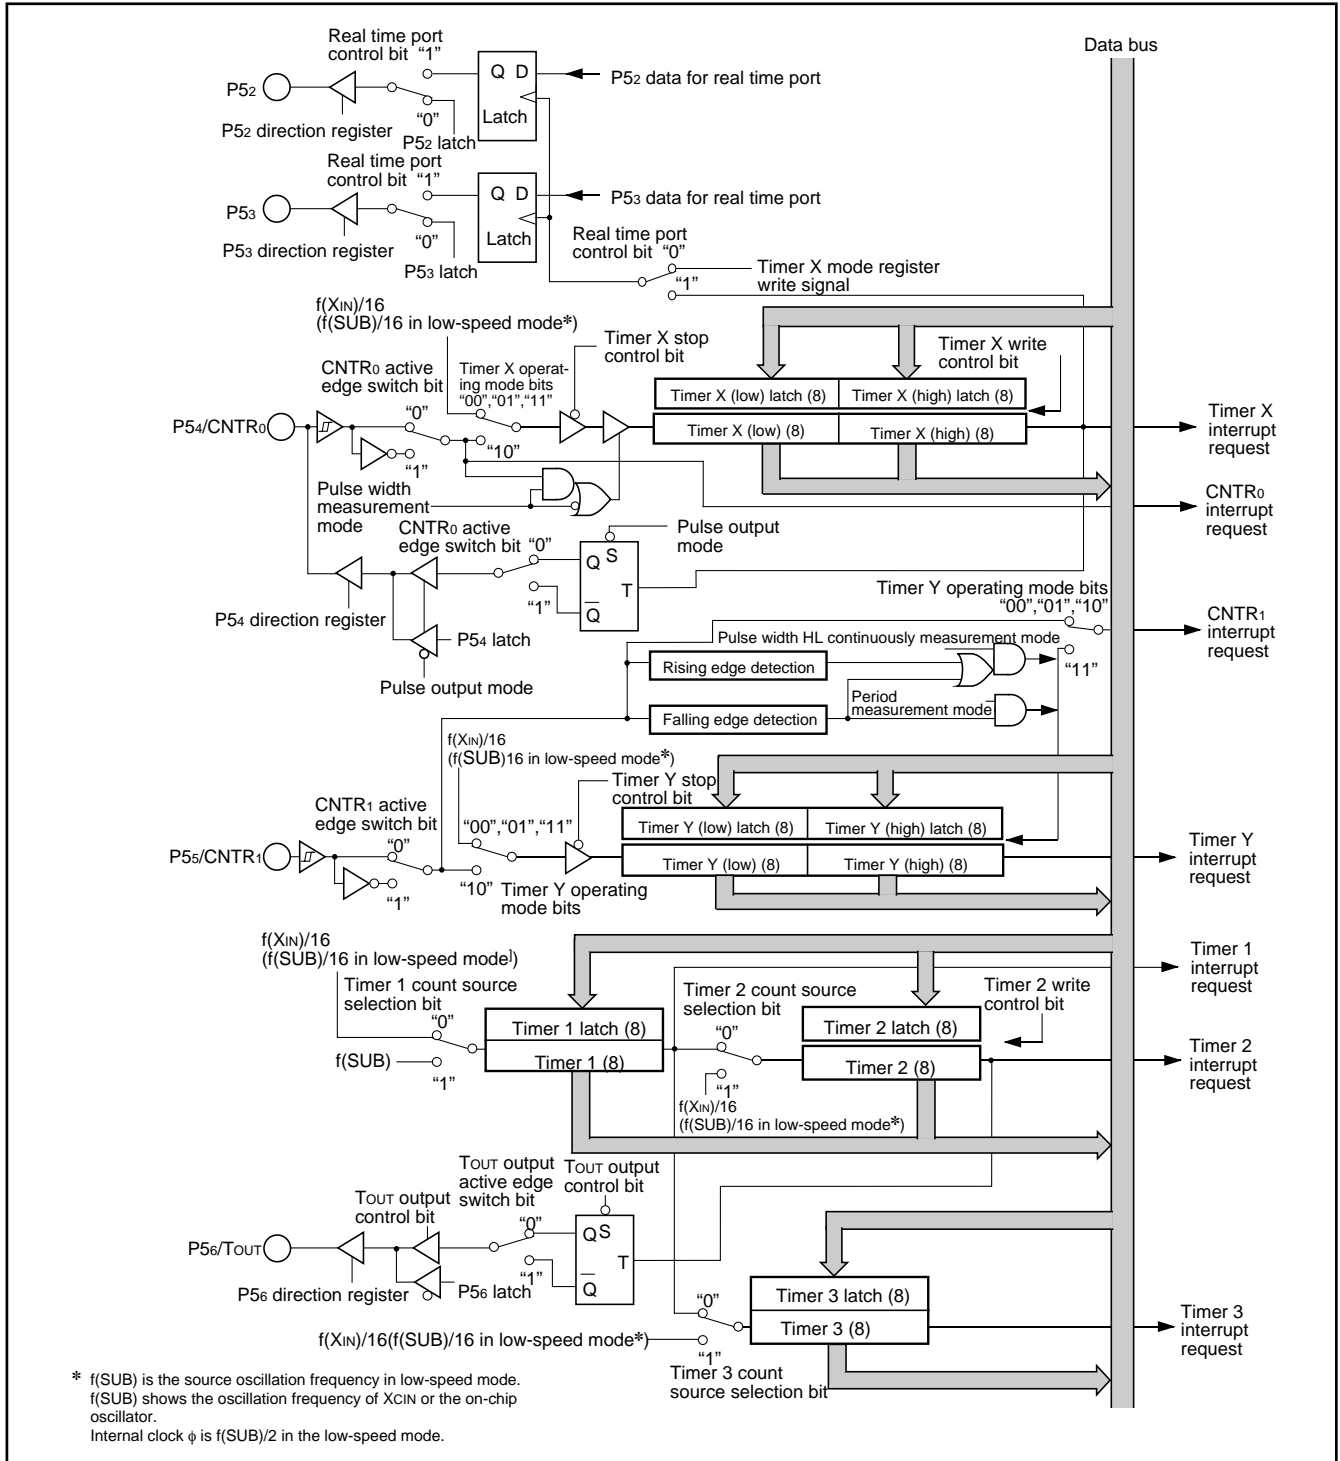 Data bus
Real time port
control bit “1”
Q D
P52 data for real time port
P52
“0”
Latch
P52 direction register
P52 latch
Real time port
control bit “1”
Q D
P53 data for real time port
P53
“0”
Latch
P53 direction register
P53 latch
Real time port
control bit “0”
“1”
Timer X mode register
write signal
f(XIN)/16
(f(SUB)/16 in low-speed mode*)
Timer X stop
control bit
Timer X write
control bit
CNTR0 active
edge switch bit
Timer X operat-
ing mode bits
“00”,“01”,“11”
Timer X (low) latch (8)
Timer X (high) latch (8)
P54/CNTR0
“0”
“1”
“10”
Timer X (low) (8)
Timer X (high) (8)
Timer X
interrupt
request
Pulse width
measurement
mode
CNTR0
interrupt
request
CNTR0 active
edge switch bit “0”
Pulse output
mode
Q S
T
Q
“1”
P54 direction register
P54 latch
Pulse output mode
Timer Y operating mode bits
“00”,“01”,“10”
CNTR1
interrupt
request
“11”
Pulse width HL continuously measurement mode
Rising edge detection
Period
measurement mode
Falling edge detection
f(XIN)/16
(f(SUB)16 in low-speed mode*)
Timer Y stop
control bit
CNTR1 active
edge switch bit
“00”,“01”,“11”
Timer Y (low) latch (8)
Timer Y (high) latch (8)
P55/CNTR1
“0”
“1”
“10”
Timer Y operating
mode bits
Timer Y (low) (8)
Timer Y (high) (8)
Timer Y
interrupt
request
f(XIN)/16
(f(SUB)/16 in low-speed mode])
Timer 1 count source
selection bit
“0”
f(SUB)
“1”
Timer 1 latch (8)
Timer 1 (8)
Timer 1
interrupt
request
Timer 2 count source
selection bit
“0”
“1”
f(XIN)/16
(f(SUB)/16 in low-speed mode*)
Timer 2 write
control bit
Timer 2 latch (8)
Timer 2 (8)
Timer 2
interrupt
request
TOUT output
active edge
switch bit
TOUT output
control bit
TOUT output
control bit
“0”
“1”
Q S
T
Q
P56/TOUT
P56 direction register
P56 latch
“0”
f(XIN)/16(f(SUB)/16 in low-speed mode*)
“1”
Timer 3 count
source selection bit
Timer 3 latch (8)
Timer 3 (8)
Timer 3
interrupt
request
* f(SUB) is the source oscillation frequency in low-speed mode.
f(SUB) shows the oscillation frequency of XCIN or the on-chip
oscillator.
Internal clock ϕ is f(SUB)/2 in the low-speed mode.